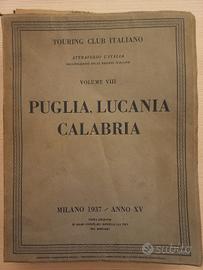 TOURING CLUB ITALIANO
ATTRAVERSO L'ITALIA
VOLUME VIII
PUGLIA, LUCANIA
CALABRIA
MILANO 1937 - ANNO XV
subito